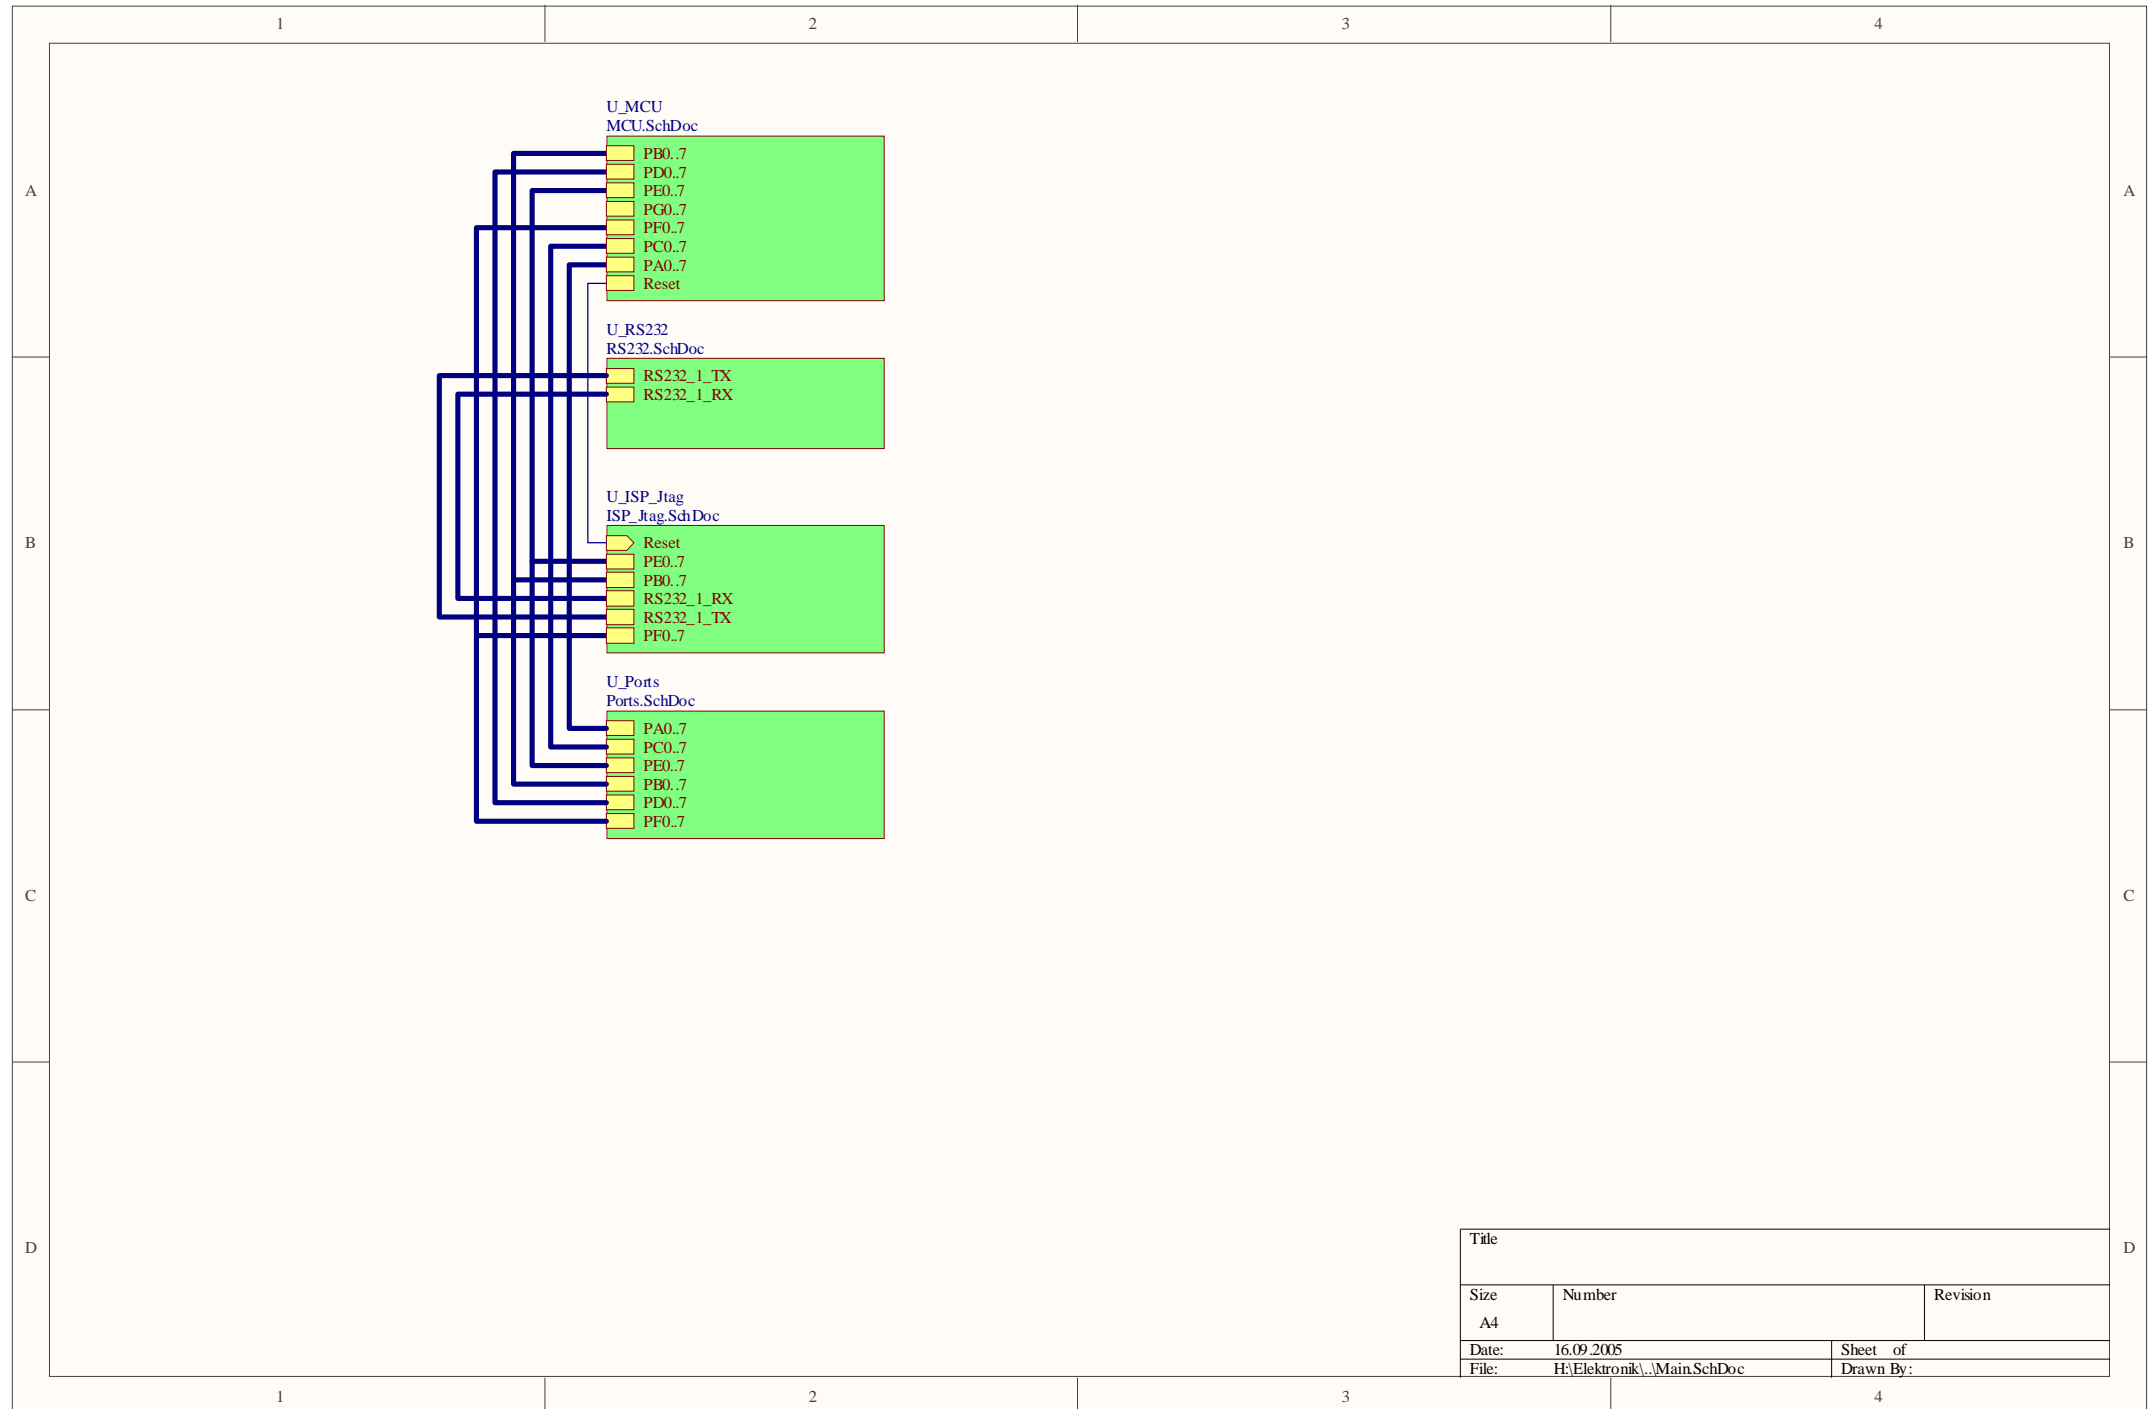 1 2 3 4
U_MCU
MCU.SchDoc
PB0..7
PD0..7
A PE0..7 A
PG0..7
PF0..7
PC0..7
PA0..7
Reset
U_RS232
RS232.SchDoc
RS232_1_TX
RS232_1_RX
U_ISP_Jtag
ISP_Jtag.SchDoc
B Reset B
PE0..7
PB0..7
RS232_1_RX
RS232_1_TX
PF0..7
U_Ports
Ports.SchDoc
PA0..7
PC0..7
PE0..7
PB0..7
PD0..7
PF0..7
C C
D D
Title
Size Number Revision
A4
Date: 16.09.2005 Sheet of
File: H:\Elektronik\..\Main.SchDoc Drawn By:
1 2 3 4